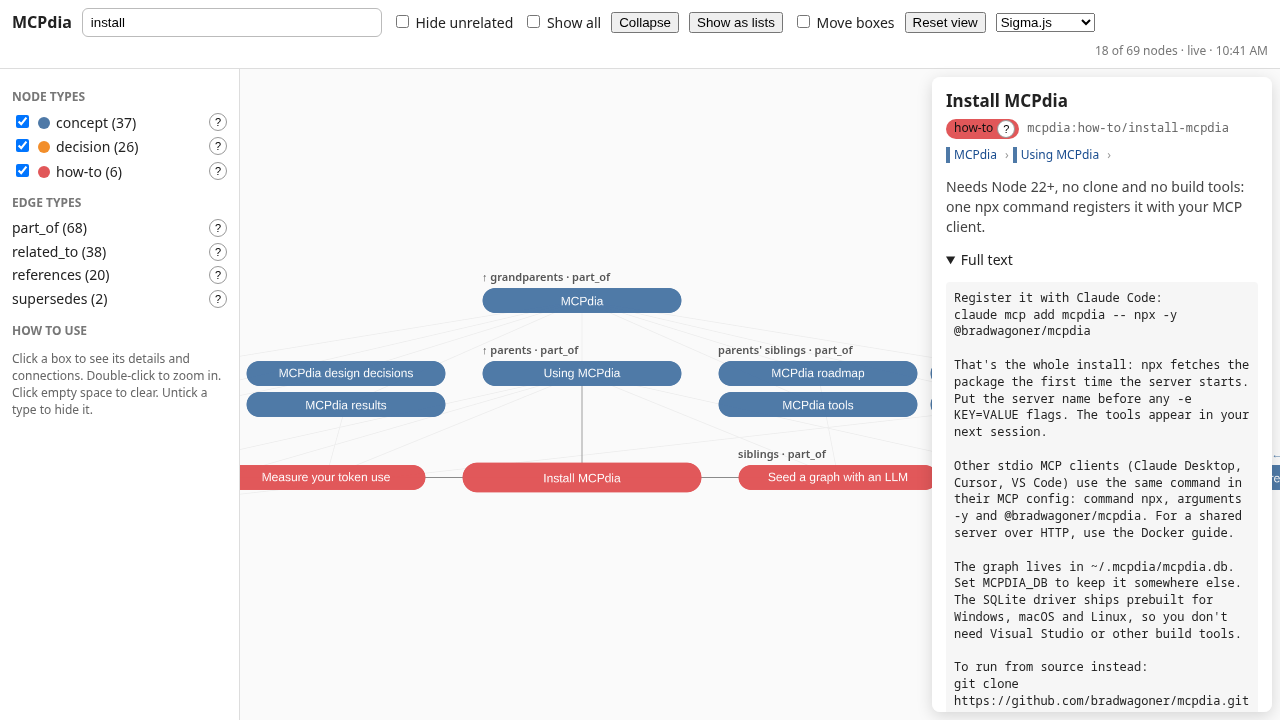 MCPdia install Hide unrelated Show all Collapse Show as lists Move boxes Reset view Sigma.js
18 of 69 nodes · live · 10:41 AM
NODE TYPES
concept (37) ?
decision (26) ?
how-to (6) ?
EDGE TYPES
part_of (68) ?
related_to (38) ?
references (20) ?
supersedes (2) ?
HOW TO USE
Click a box to see its details and
connections. Double-click to zoom in.
Click empty space to clear. Untick a
type to hide it.
↑ grandparents · part_of
MCPdia
↑ parents · part_of
parents' siblings · part_of
MCPdia design decisions
Using MCPdia
MCPdia roadmap
MCPdia results
MCPdia tools
siblings · part_of
Measure your token use
Install MCPdia
Seed a graph with an LLM
Install MCPdia
how-to ? mcpdia:how-to/install-mcpdia
MCPdia › Using MCPdia ›
Needs Node 22+, no clone and no build tools:
one npx command registers it with your MCP
client.
▼ Full text
Register it with Claude Code:
claude mcp add mcpdia -- npx -y
@bradwagoner/mcpdia
That's the whole install: npx fetches the
package the first time the server starts.
Put the server name before any -e
KEY=VALUE flags. The tools appear in your
next session.
Other stdio MCP clients (Claude Desktop,
Cursor, VS Code) use the same command in
their MCP config: command npx, arguments
-y and @bradwagoner/mcpdia. For a shared
server over HTTP, use the Docker guide.
The graph lives in ~/.mcpdia/mcpdia.db.
Set MCPDIA_DB to keep it somewhere else.
The SQLite driver ships prebuilt for
Windows, macOS and Linux, so you don't
need Visual Studio or other build tools.
To run from source instead:
git clone
https://github.com/bradwagoner/mcpdia.git